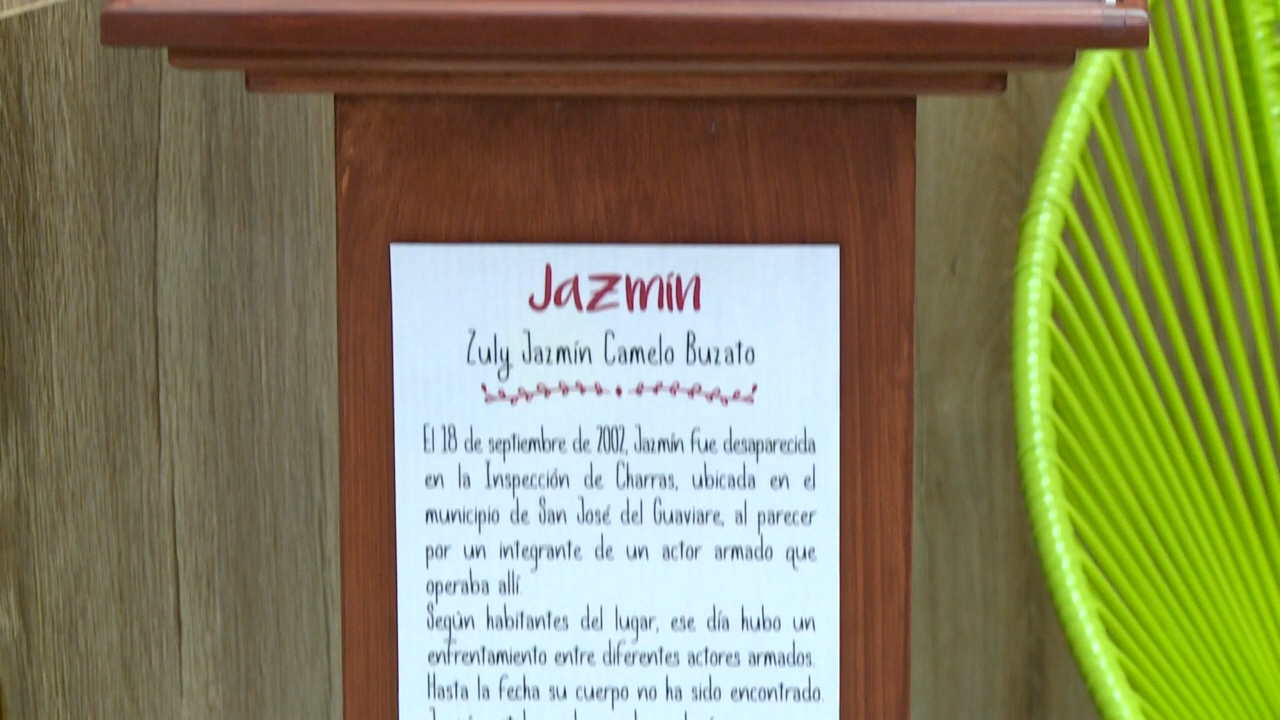 Jazmín
Zuly Jazmín Camelo Buzato
El 18 de septiembre de 2002, Jazmín fue desaparecida
en la Inspección de Charras, ubicada en el
municipio de San José del Guaviare, al parecer
por un integrante de un actor armado que
operaba allí.
Según habitantes del lugar, ese día hubo un
enfrentamiento entre diferentes actores armados.
Hasta la fecha su cuerpo no ha sido encontrado.